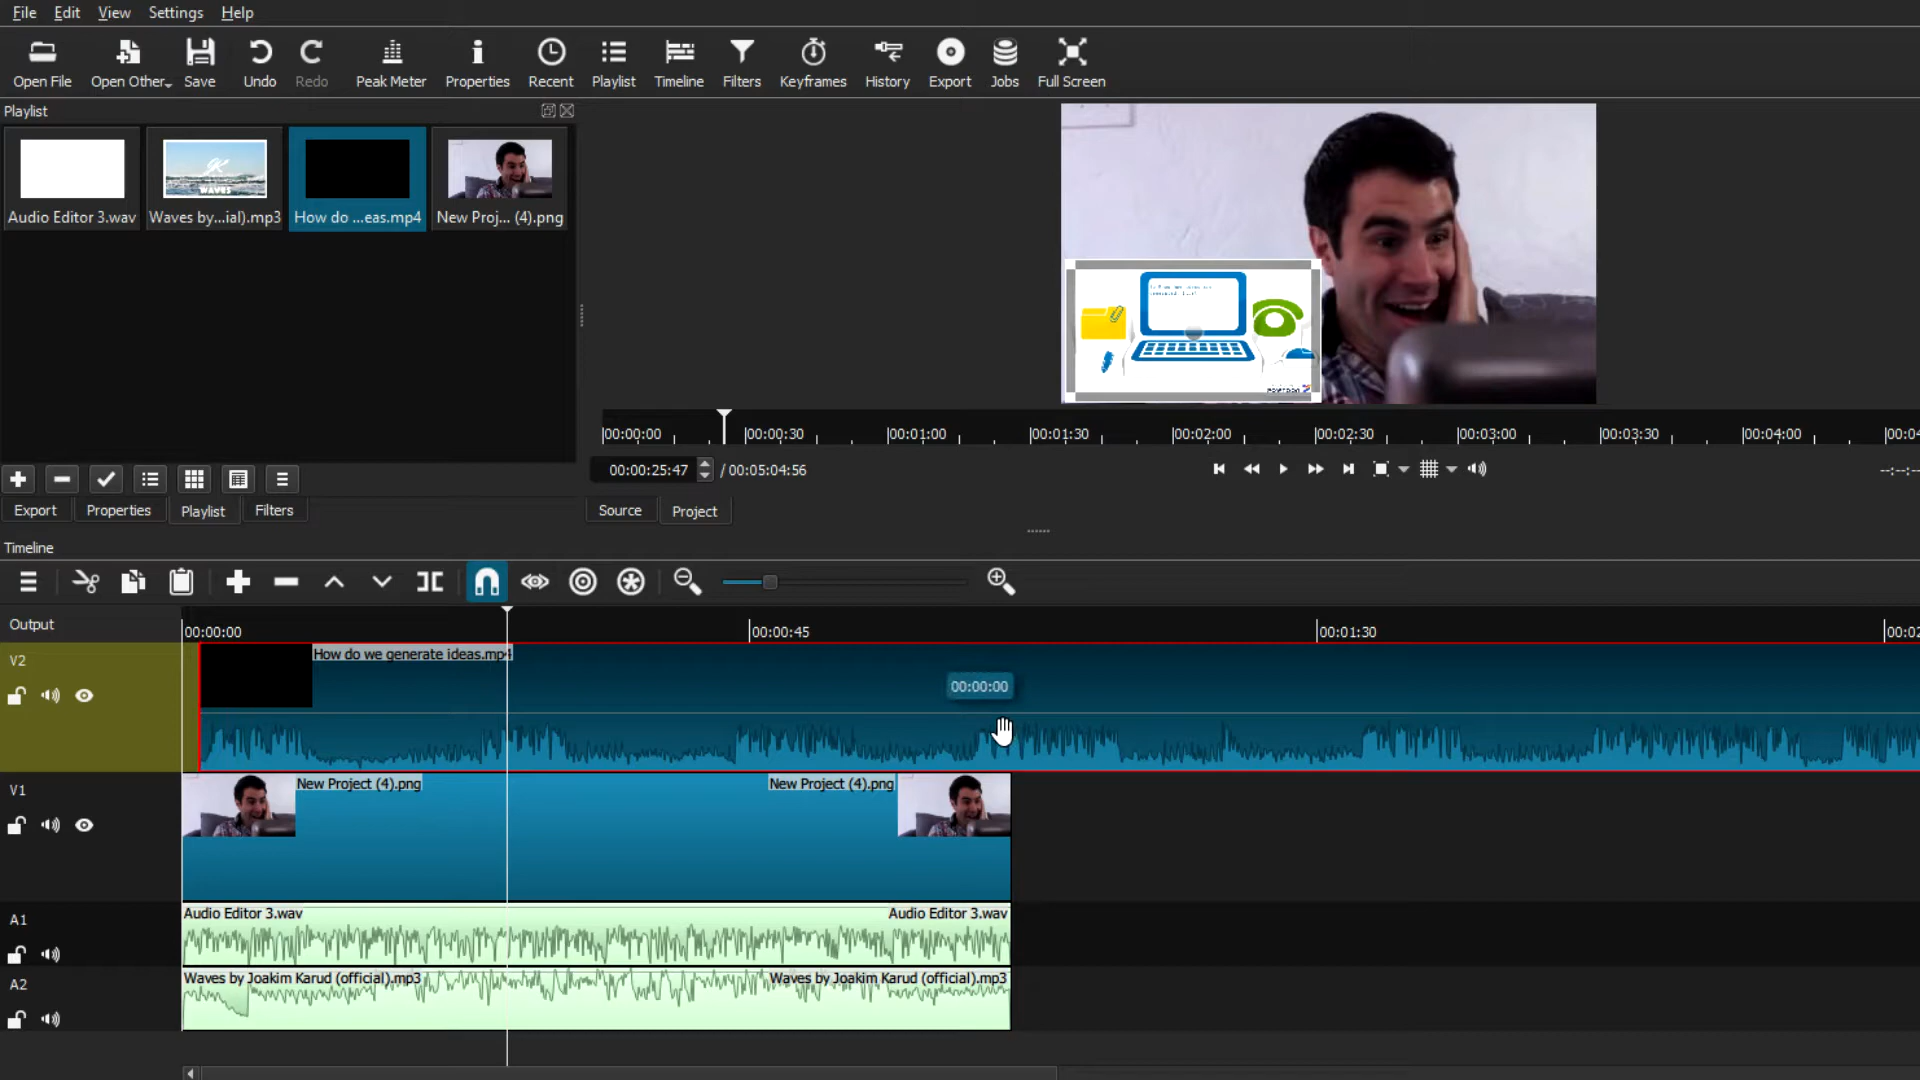 File Edit View Settings Help
Open File Open Other Save Undo Redo Peak Meter Properties Recent Playlist Timeline Filters Keyframes History Export Jobs Full Screen
Playlist
WAVES
Audio Editor 3.wav Waves by...ial).mp3 How do ...eas.mp4 New Proj... (4).png
00:00:00 00:00:30 00:01:00 00:01:30 00:02:00 00:02:30 00:03:00 00:03:30 00:04:00 00:04
00:00:25:47 / 00:05:04:56 --:--:--
Export Properties Playlist Filters Source Project
Timeline
Output 00:00:00 00:00:45 00:01:30 00:02
V2 How do we generate ideas.mp4
00:00:00
V1 New Project (4).png New Project (4).png
A1 Audio Editor 3.wav Audio Editor 3.wav
A2 Waves by Joakim Karud (official).mp3 Waves by Joakim Karud (official).mp3